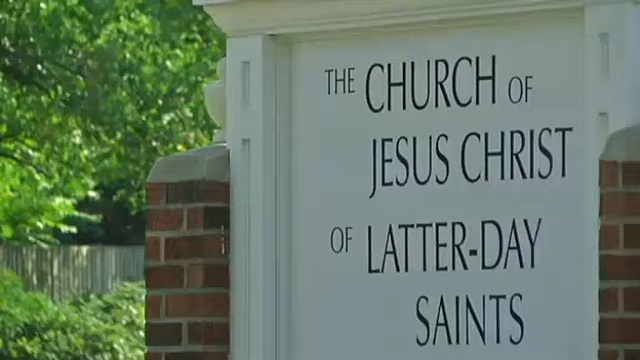 THE CHURCH OF
JESUS CHRIST
OF LATTER-DAY
SAINTS